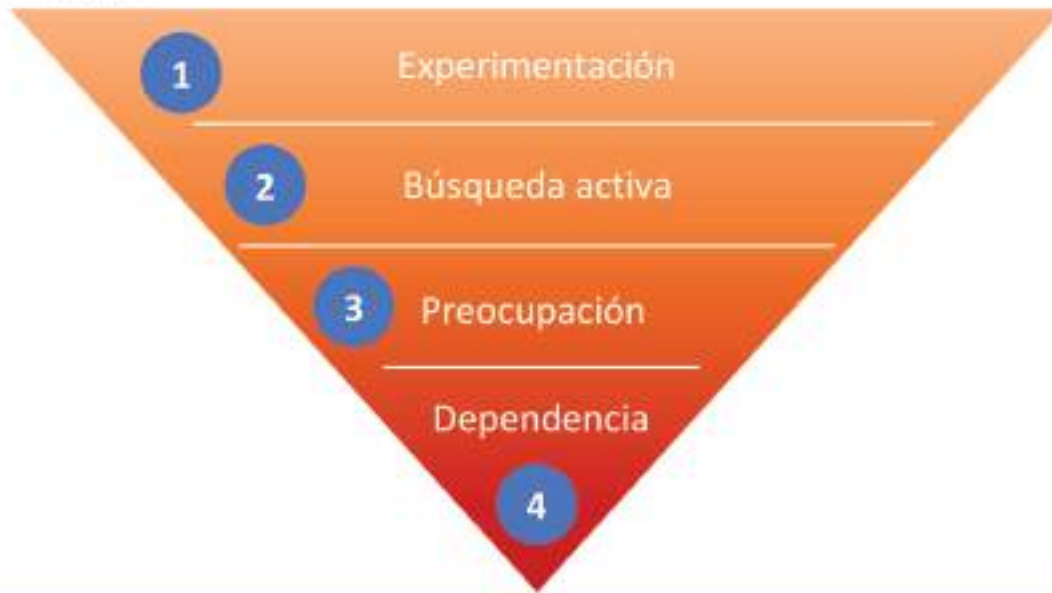 1 Experimentación
2 Búsqueda activa
3 Preocupación
Dependencia
4